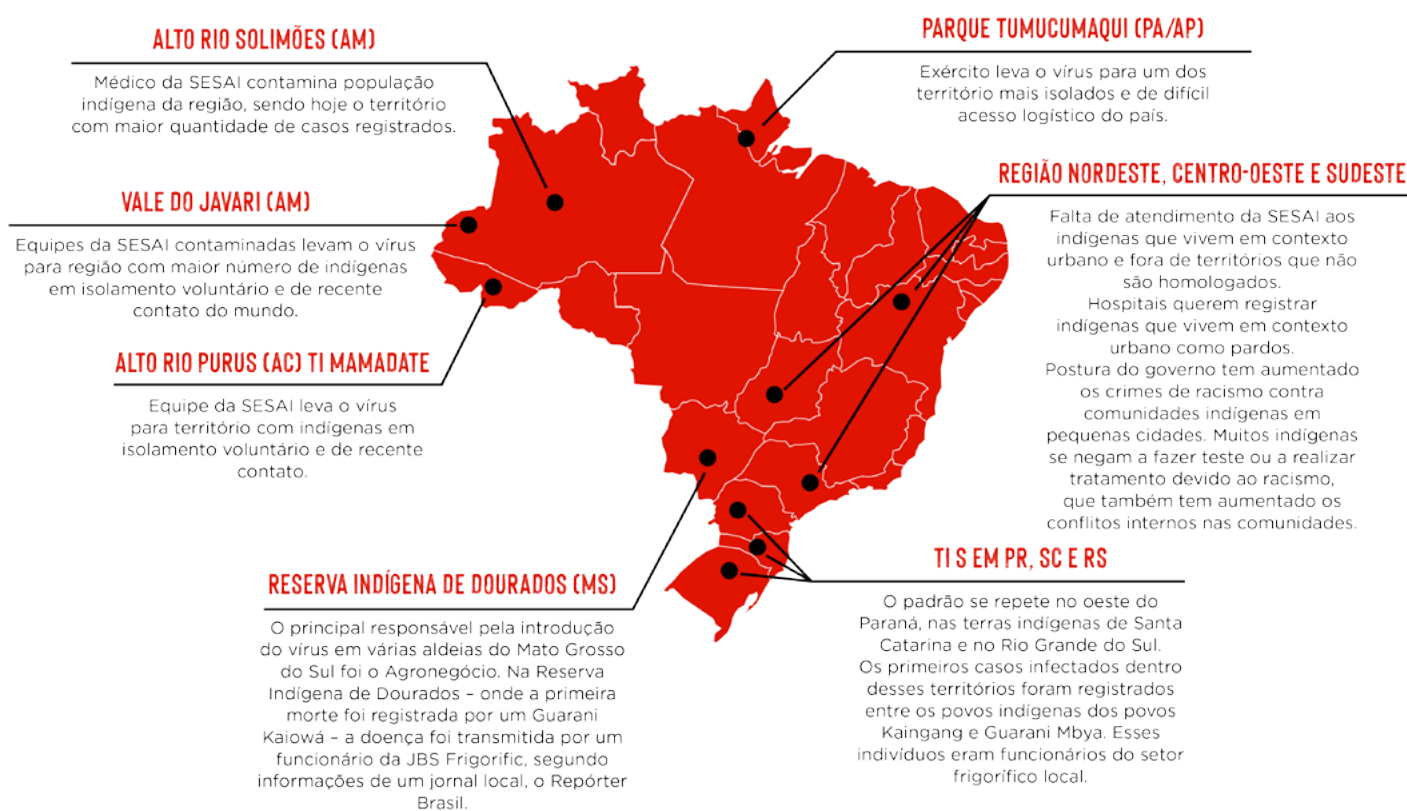 ALTO RIO SOLIMÕES (AM)
Médico da SESAI contamina população
indígena da região, sendo hoje o território
com maior quantidade de casos registrados.
VALE DO JAVARI (AM)
Equipes da SESAI contaminadas levam o vírus
para região com maior número de indígenas
em isolamento voluntário e de recente
contato do mundo.
ALTO RIO PURUS (AC) TI MAMADATE
Equipe da SESAI leva o vírus
para território com indígenas em
isolamento voluntário e de recente
contato.
RESERVA INDÍGENA DE DOURADOS (MS)
O principal responsável pela introdução
do vírus em várias aldeias do Mato Grosso
do Sul foi o Agronegócio. Na Reserva
Indígena de Dourados – onde a primeira
morte foi registrada por um Guarani
Kaiowá – a doença foi transmitida por um
funcionário da JBS Frigorific, segundo
informações de um jornal local, o Repórter
Brasil.
PARQUE TUMUCUMAQUI (PA/AP)
Exército leva o vírus para um dos
território mais isolados e de difícil
acesso logístico do país.
REGIÃO NORDESTE, CENTRO-OESTE E SUDESTE
Falta de atendimento da SESAI aos
indígenas que vivem em contexto
urbano e fora de territórios que não
são homologados.
Hospitais querem registrar
indígenas que vivem em contexto
urbano como pardos.
Postura do governo tem aumentado
os crimes de racismo contra
comunidades indígenas em
pequenas cidades. Muitos indígenas
se negam a fazer teste ou a realizar
tratamento devido ao racismo,
que também tem aumentado os
conflitos internos nas comunidades.
TI S EM PR, SC E RS
O padrão se repete no oeste do
Paraná, nas terras indígenas de Santa
Catarina e no Rio Grande do Sul.
Os primeiros casos infectados dentro
desses territórios foram registrados
entre os povos indígenas dos povos
Kaingang e Guarani Mbya. Esses
indivíduos eram funcionários do setor
frigorífico local.